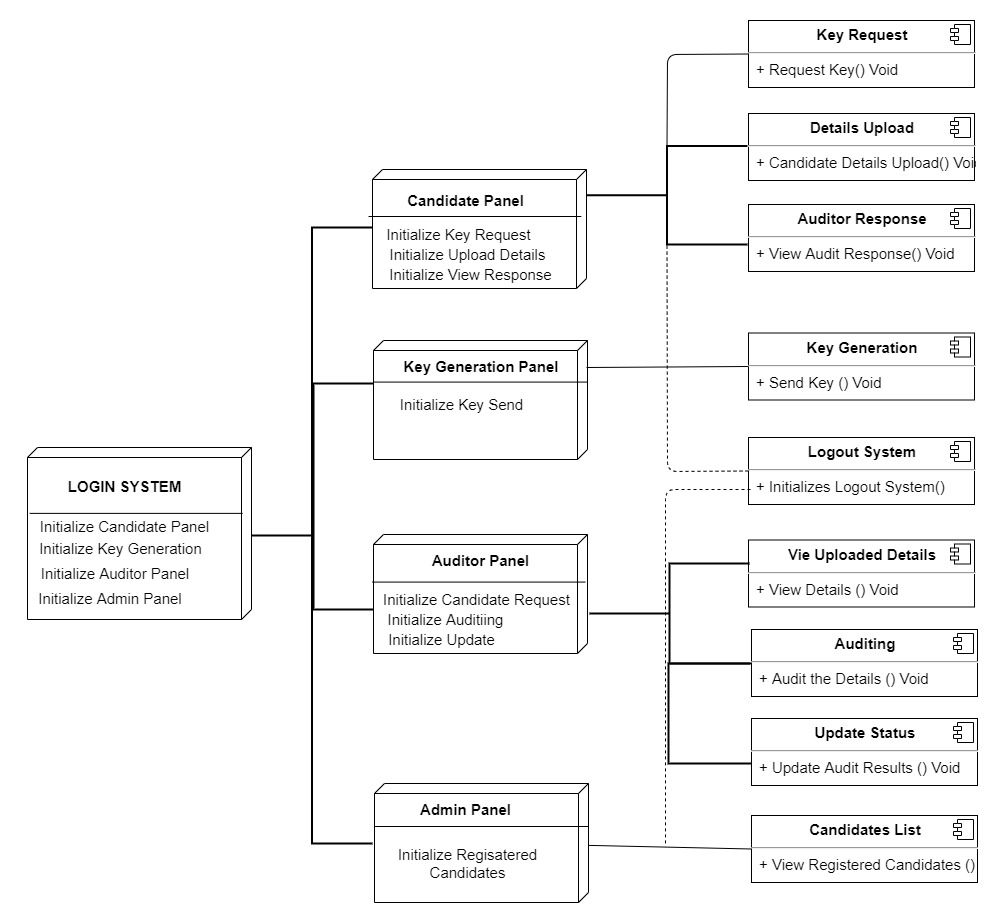 Key Request
+ Request Key() Void
Details Upload
+ Candidate Details Upload() Voi
Candidate Panel
Initialize Key Request
Initialize Upload Details
Initialize View Response
Auditor Response
+ View Audit Response() Void
Key Generation Panel
Initialize Key Send
Key Generation
+ Send Key () Void
LOGIN SYSTEM
Initialize Candidate Panel
Initialize Key Generation
Initialize Auditor Panel
Initialize Admin Panel
Logout System
+ Initializes Logout System()
Auditor Panel
Initialize Candidate Request
Initialize Auditiing
Initialize Update
Vie Uploaded Details
+ View Details () Void
Auditing
+ Audit the Details () Void
Update Status
+ Update Audit Results () Void
Admin Panel
Initialize Regisatered
Candidates
Candidates List
+ View Registered Candidates ()